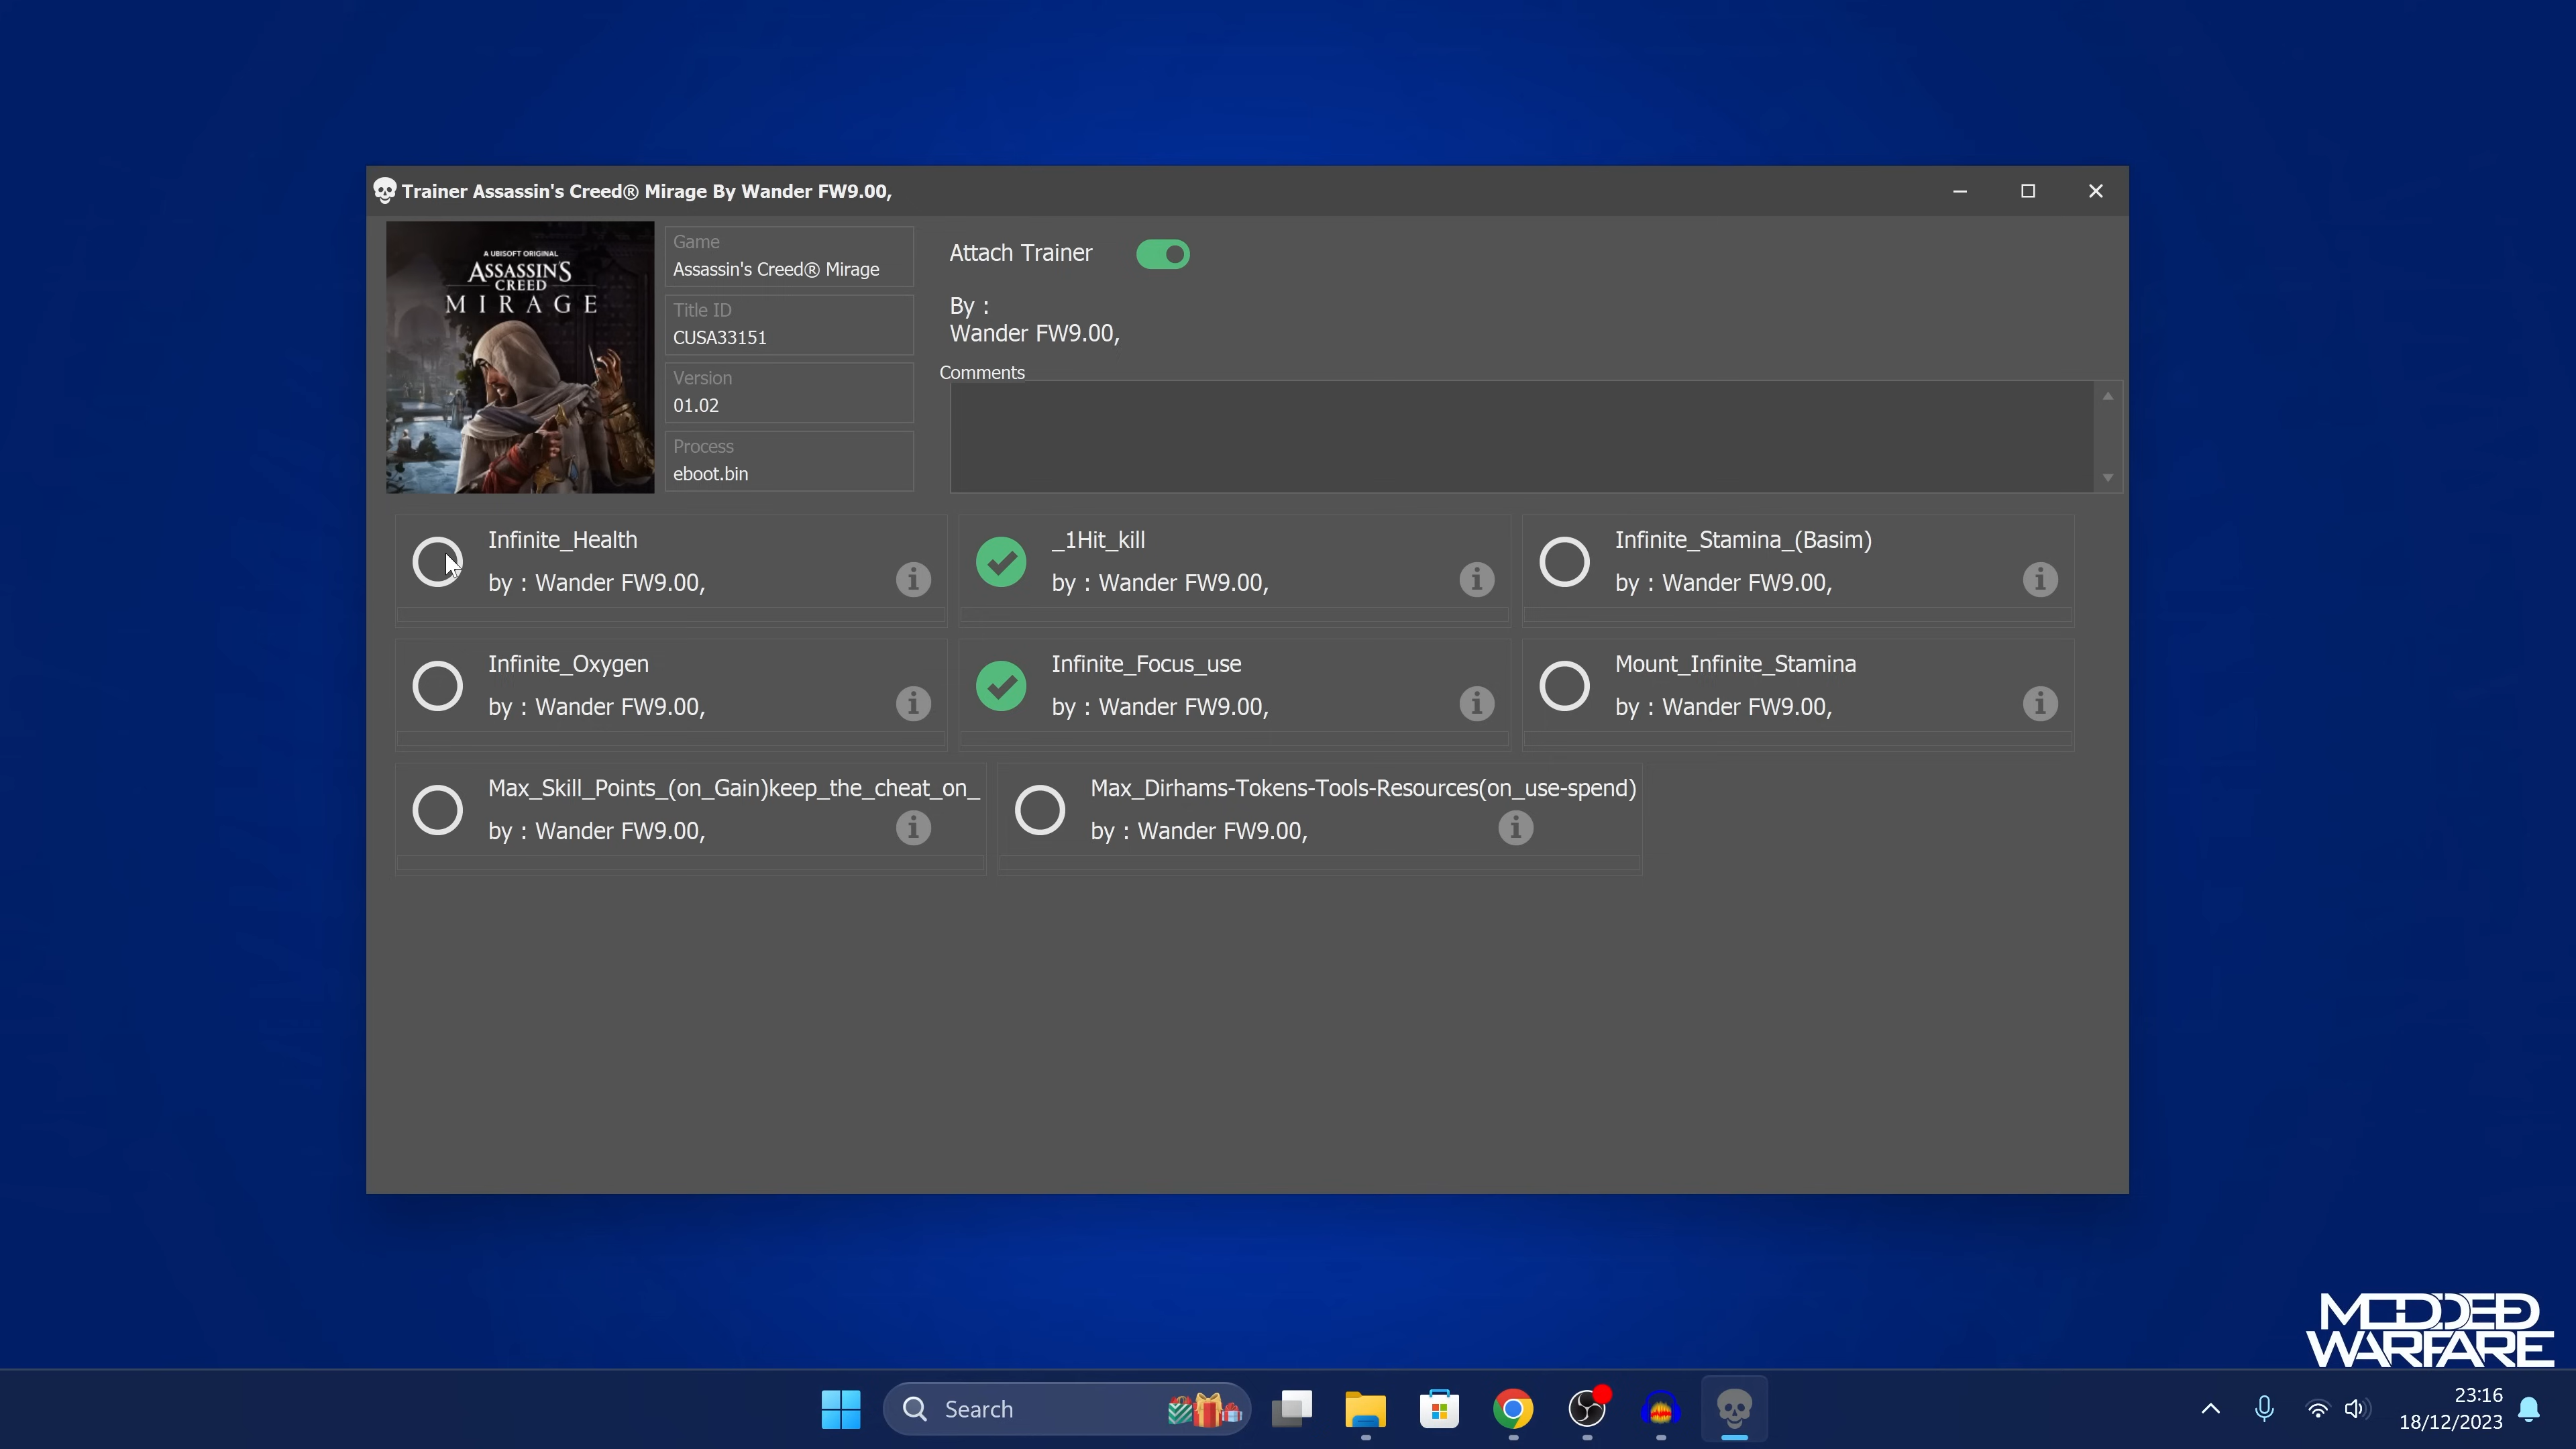 Trainer Assassin's Creed® Mirage By Wander FW9.00,
A UBISOFT ORIGINAL
ASSASSIN'S
CREED
MIRAGE
Game
Assassin's Creed® Mirage
Title ID
CUSA33151
Version
01.02
Process
eboot.bin
Attach Trainer
By :
Wander FW9.00,
Comments
Infinite_Health
by : Wander FW9.00,
_1Hit_kill
by : Wander FW9.00,
Infinite_Stamina_(Basim)
by : Wander FW9.00,
Infinite_Oxygen
by : Wander FW9.00,
Infinite_Focus_use
by : Wander FW9.00,
Mount_Infinite_Stamina
by : Wander FW9.00,
Max_Skill_Points_(on_Gain)keep_the_cheat_on_
by : Wander FW9.00,
Max_Dirhams-Tokens-Tools-Resources(on_use-spend)
by : Wander FW9.00,
MODDED
WARFARE
Search
23:16
18/12/2023